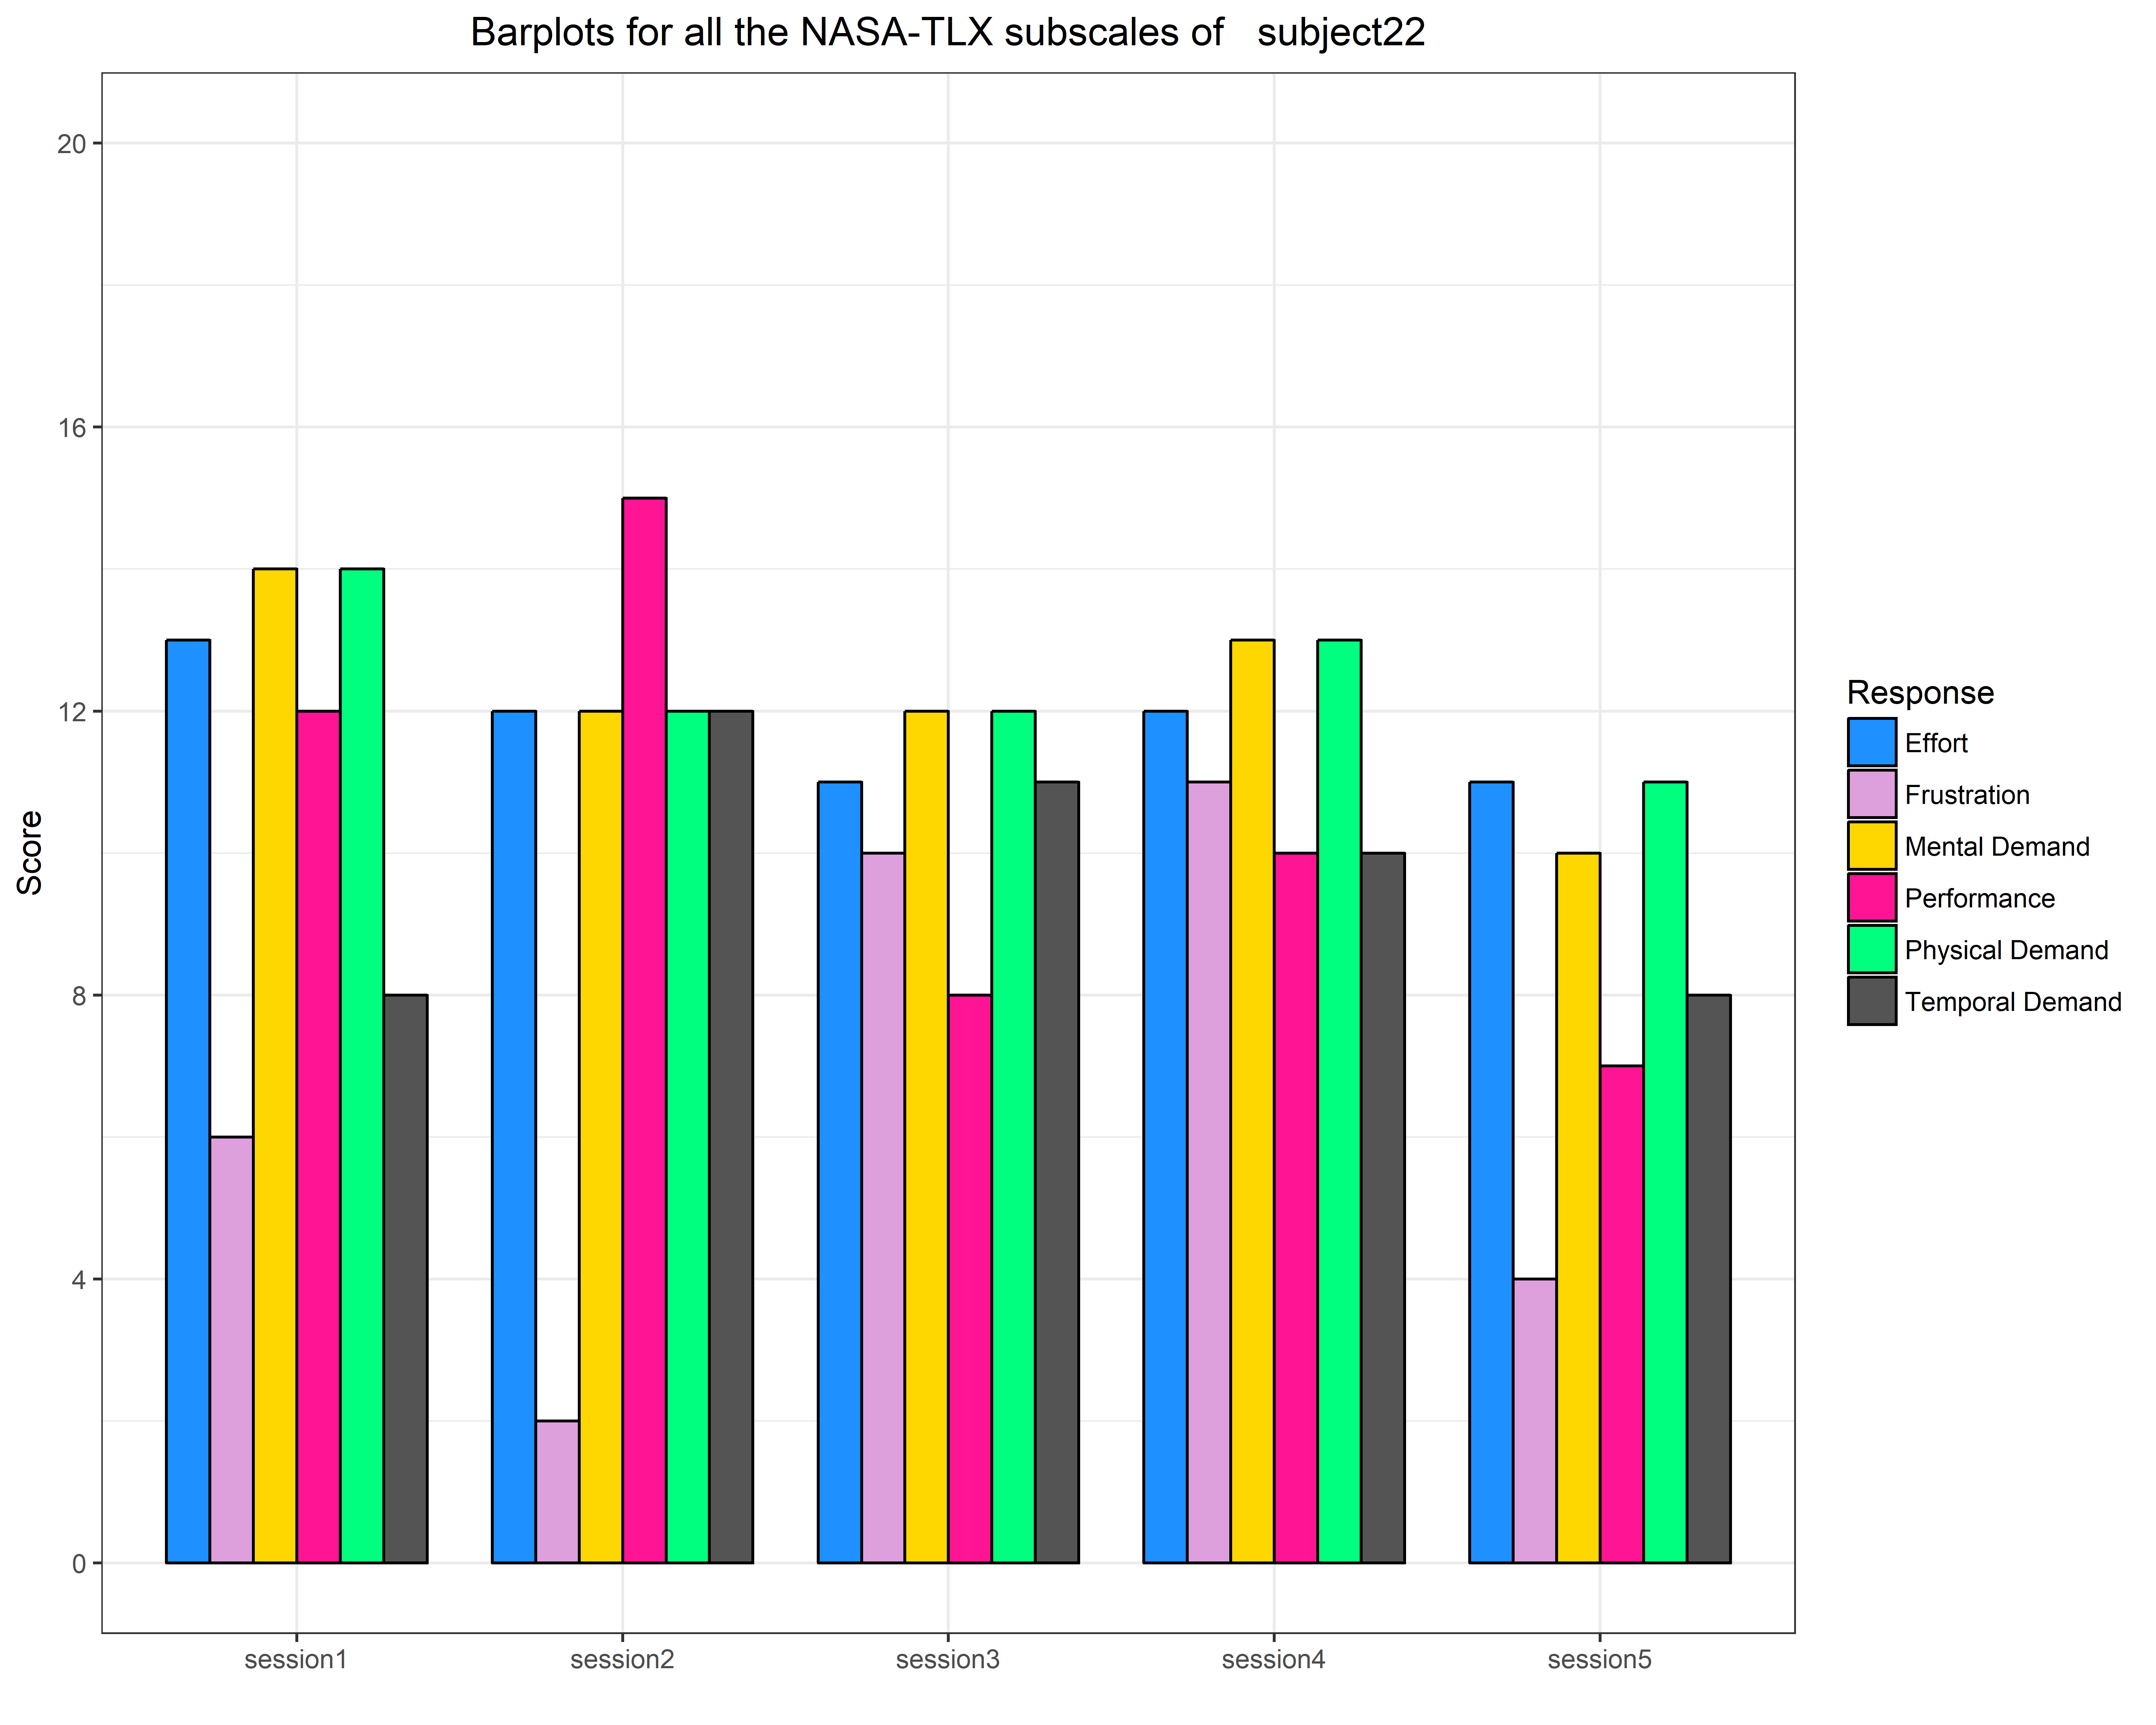 Barplots for all the NASA-TLX subscales of   subject22
20
16
12
8
4
0
Score
session1
session2
session3
session4
session5
Response
Effort
Frustration
Mental Demand
Performance
Physical Demand
Temporal Demand